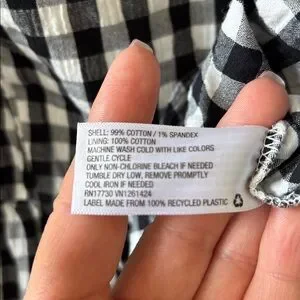 SHELL: 99% COTTON / 1% SPANDEX
LINING: 100% COTTON
MACHINE WASH COLD WITH LIKE COLORS
GENTLE CYCLE
ONLY NON-CHLORINE BLEACH IF NEEDED
TUMBLE DRY LOW, REMOVE PROMPTLY
COOL IRON IF NEEDED
RN17730 VN1261424
LABEL MADE FROM 100% RECYCLED PLASTIC